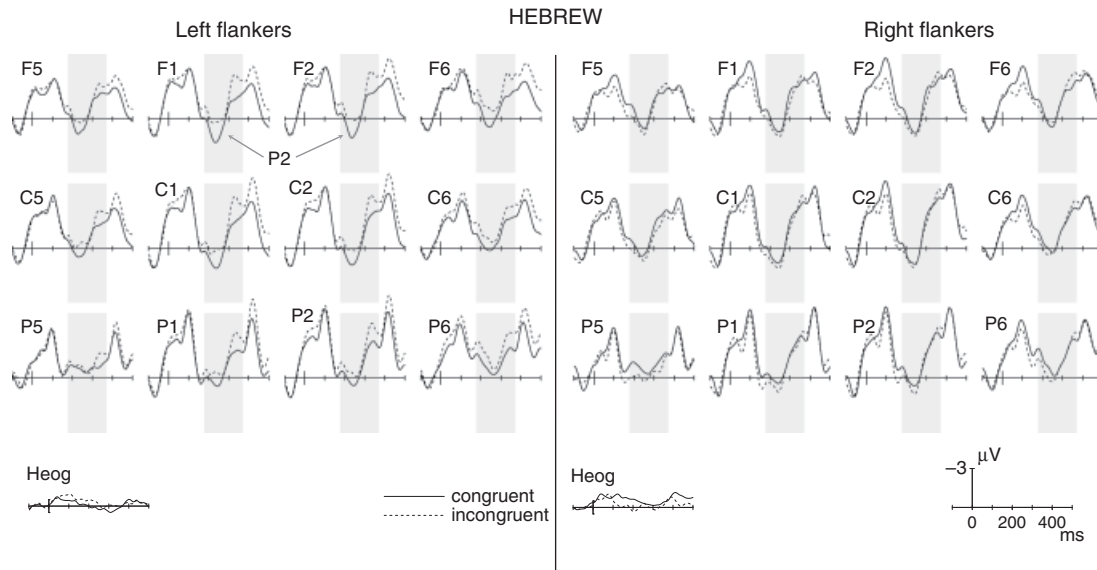 HEBREW
Left flankers
F5 F1 F2 F6
P2
C5 C1 C2 C6
P5 P1 P2 P6
Heog
congruent
incongruent
Right flankers
F5 F1 F2 F6
C5 C1 C2 C6
P5 P1 P2 P6
Heog
−3 μV
0 200 400
ms